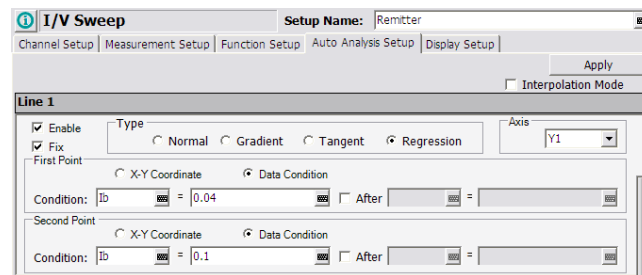 I/V Sweep Setup Name: Remitter
Channel Setup Measurement Setup Function Setup Auto Analysis Setup Display Setup
Apply
Interpolation Mode
Line 1
Enable Type Normal Gradient Tangent Regression Axis Y1
Fix
First Point
X-Y Coordinate Data Condition
Condition: Ib = 0.04 After =
Second Point
X-Y Coordinate Data Condition
Condition: Ib = 0.1 After =